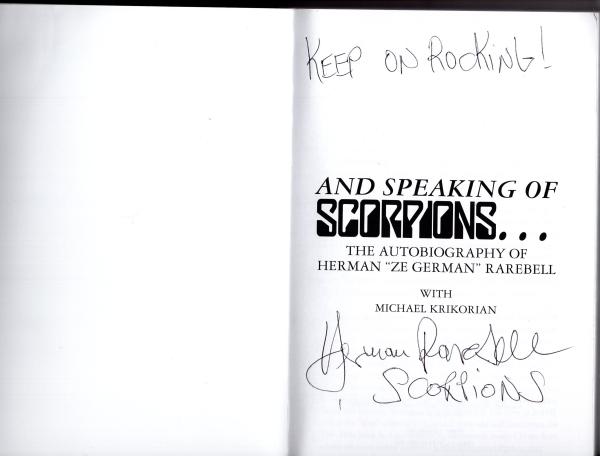 KEEP ON ROCKING!
AND SPEAKING OF
SCORPIONS...
THE AUTOBIOGRAPHY OF
HERMAN "ZE GERMAN" RAREBELL
WITH
MICHAEL KRIKORIAN
Herman Rarebell
SCORPIONS